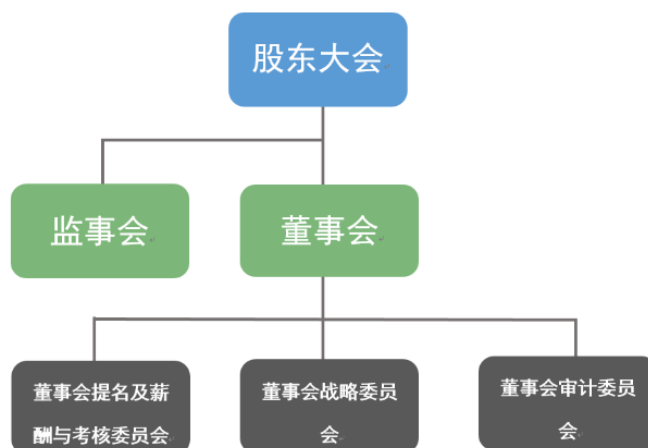 股东大会
监事会
董事会
董事会提名及薪
酬与考核委员会
董事会战略委员
会
董事会审计委员
会